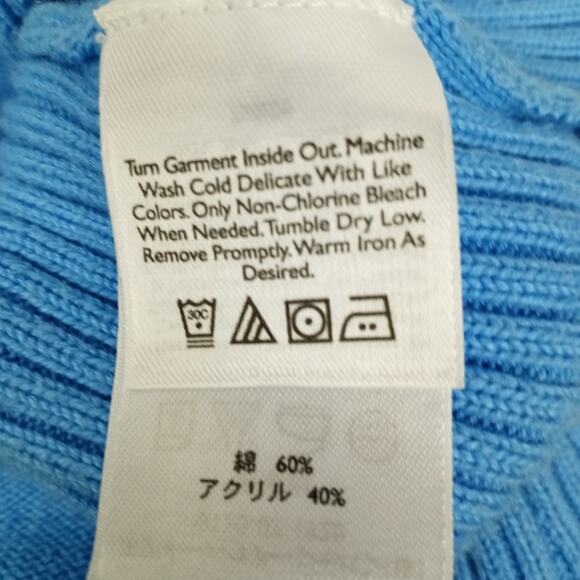 Turn Garment Inside Out. Machine
Wash Cold Delicate With Like
Colors. Only Non-Chlorine Bleach
When Needed. Tumble Dry Low.
Remove Promptly. Warm Iron As
Desired.
30C
綿 60%
アクリル 40%